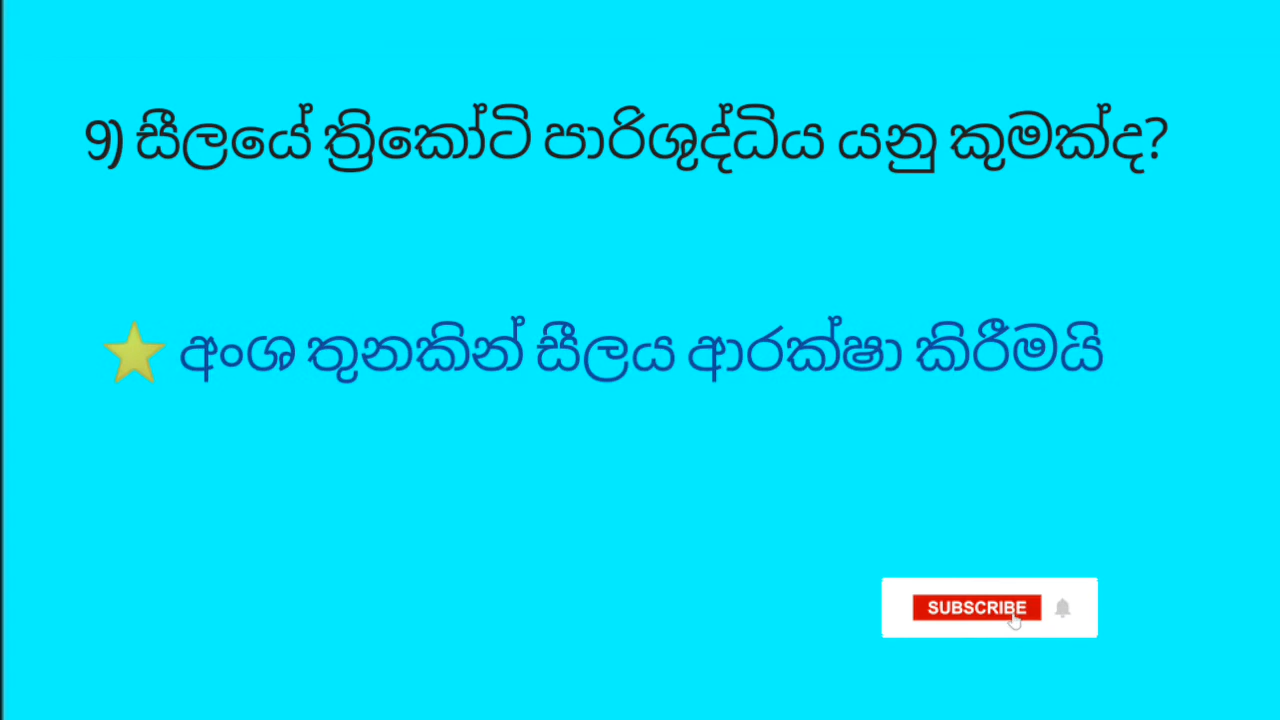 9) සීලයේ ත්‍රිකෝටි පාරිශුද්ධිය යනු කුමක්ද?
අංශ තුනකින් සීලය ආරක්ෂා කිරීමයි
SUBSCRIBE